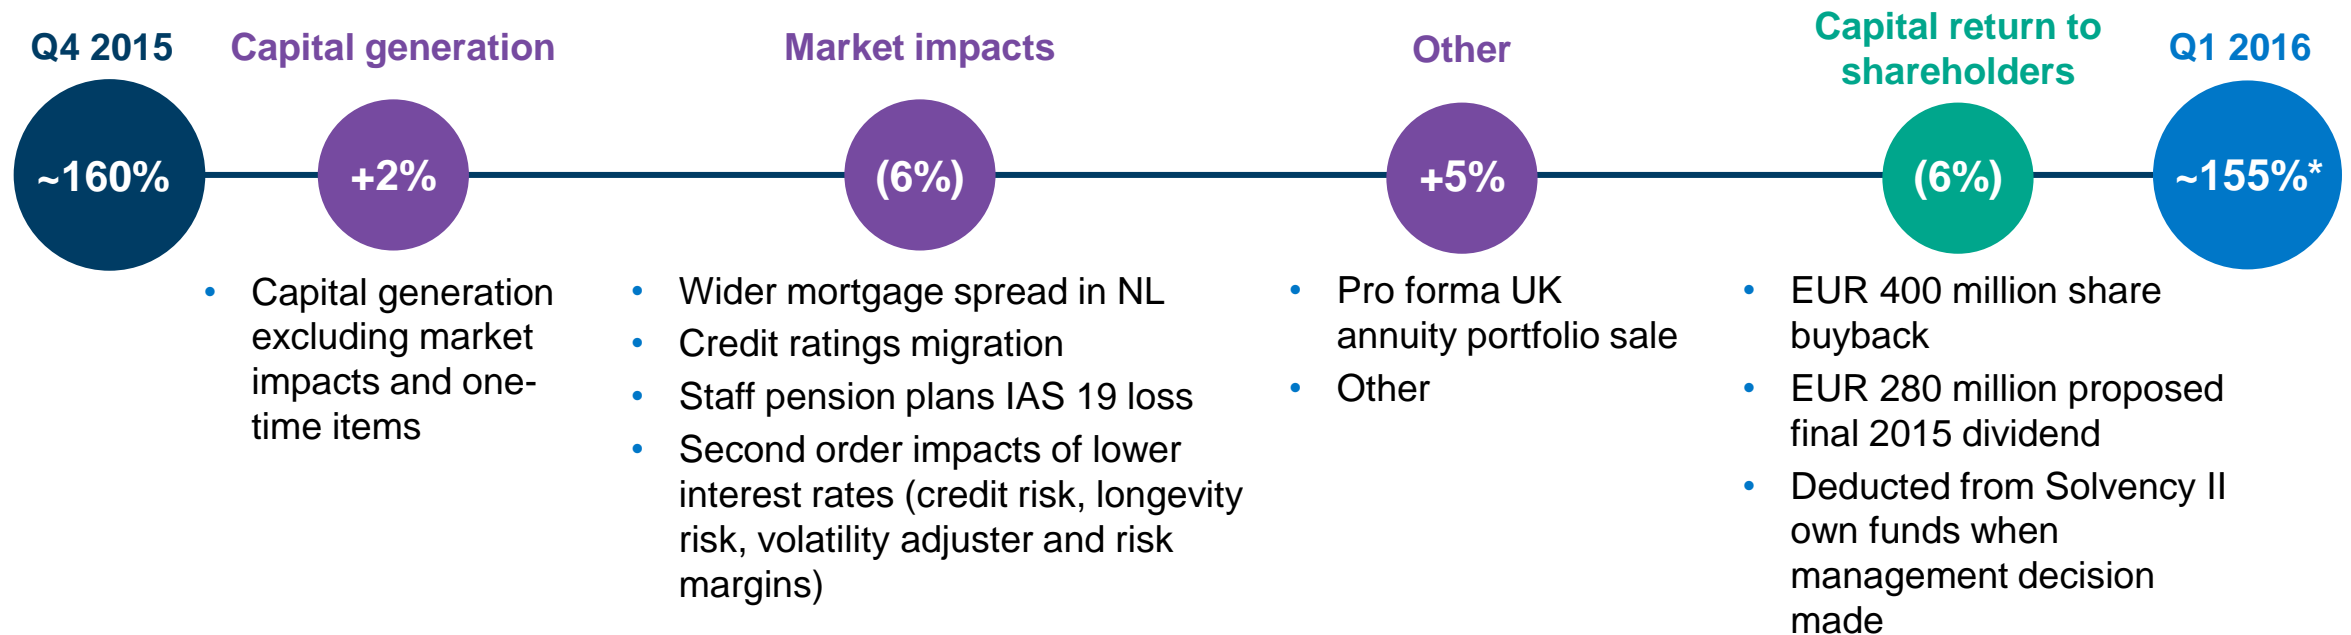 Q4 2015
~160%
Capital generation
+2%
• Capital generation
excluding market
impacts and one-
time items
Market impacts
(6%)
• Wider mortgage spread in NL
• Credit ratings migration
• Staff pension plans IAS 19 loss
• Second order impacts of lower
interest rates (credit risk, longevity
risk, volatility adjuster and risk
margins)
Other
+5%
• Pro forma UK
annuity portfolio sale
• Other
Capital return to
shareholders
(6%)
• EUR 400 million share
buyback
• EUR 280 million proposed
final 2015 dividend
• Deducted from Solvency II
own funds when
management decision
made
Q1 2016
~155%*